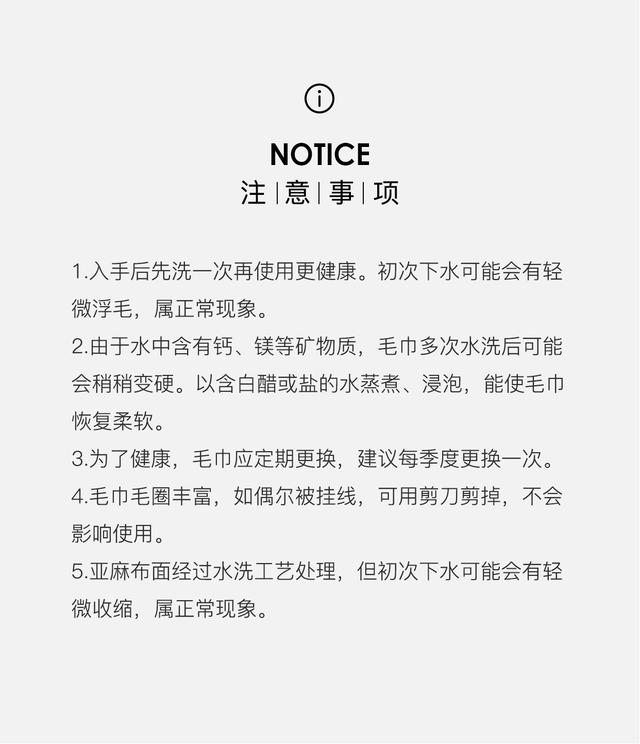 NOTICE
注|意|事|项
1.入手后先洗一次再使用更健康。初次下水可能会有轻
微浮毛，属正常现象。
2.由于水中含有钙、镁等矿物质，毛巾多次水洗后可能
会稍稍变硬。以含白醋或盐的水蒸煮、浸泡，能使毛巾
恢复柔软。
3.为了健康，毛巾应定期更换，建议每季度更换一次。
4.毛巾毛圈丰富，如偶尔被挂线，可用剪刀剪掉，不会
影响使用。
5.亚麻布面经过水洗工艺处理，但初次下水可能会有轻
微收缩，属正常现象。